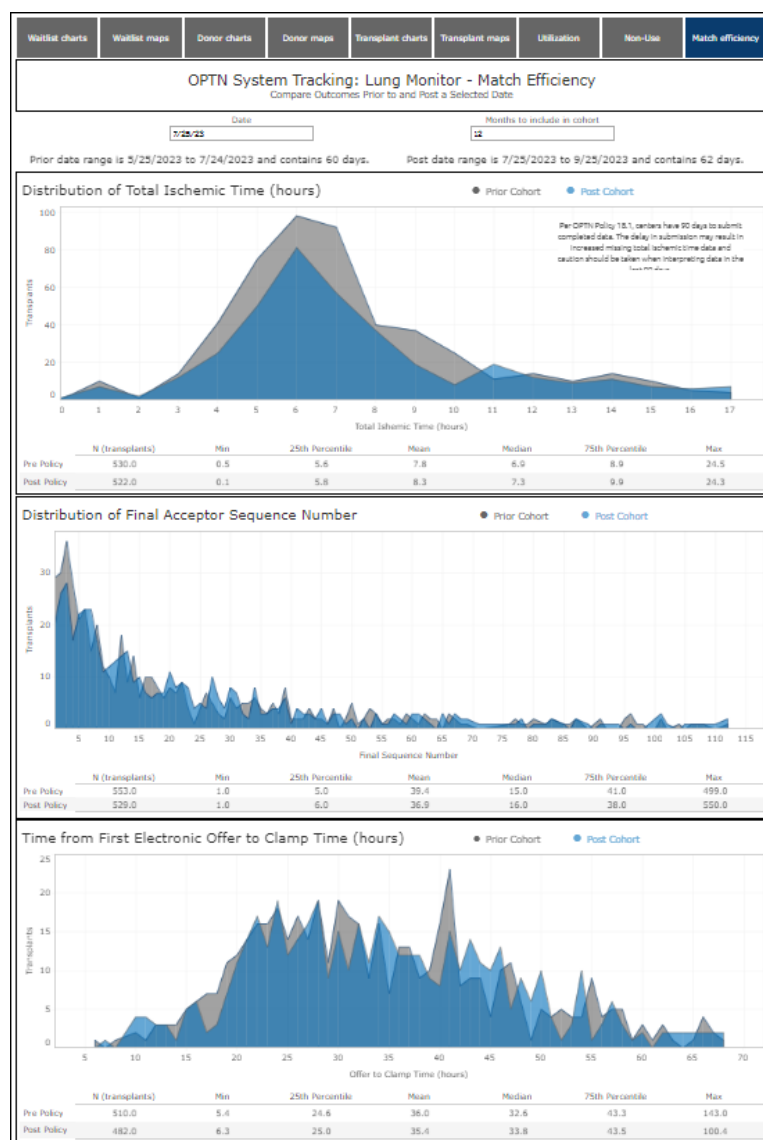 Waitlist charts Waitlist maps Donor charts Donor maps Transplant charts Transplant maps Utilization Non-Use Match efficiency
OPTN System Tracking: Lung Monitor - Match Efficiency
Compare Outcomes Prior to and Post a Selected Date
Date Months to include in cohort
7/25/23 12
Prior date range is 5/25/2023 to 7/24/2023 and contains 60 days. Post date range is 7/25/2023 to 9/25/2023 and contains 62 days.
Distribution of Total Ischemic Time (hours) Prior Cohort Post Cohort
Per OPTN Policy 18.1, centers have 90 days to submit
completed data. The delay in submission may result in
increased missing total ischemic time data and
caution should be taken when interpreting data in the
last 90 days
Transplants
100
80
60
40
20
0
0 1 2 3 4 5 6 7 8 9 10 11 12 13 14 15 16 17
Total Ishemic Time (hours)
N (transplants) Min 25th Percentile Mean Median 75th Percentile Max
Pre Policy 530.0 0.5 5.6 7.8 6.9 8.9 24.5
Post Policy 522.0 0.1 5.8 8.3 7.3 9.9 24.3
Distribution of Final Acceptor Sequence Number Prior Cohort Post Cohort
Transplants
30
20
10
0
5 10 15 20 25 30 35 40 45 50 55 60 65 70 75 80 85 90 95 100 105 110 115
Final Sequence Number
N (transplants) Min 25th Percentile Mean Median 75th Percentile Max
Pre Policy 553.0 1.0 5.0 39.4 15.0 41.0 499.0
Post Policy 529.0 1.0 6.0 36.9 16.0 38.0 550.0
Time from First Electronic Offer to Clamp Time (hours) Prior Cohort Post Cohort
Transplants
25
20
15
10
5
0
5 10 15 20 25 30 35 40 45 50 55 60 65 70
Offer to Clamp Time (hours)
N (transplants) Min 25th Percentile Mean Median 75th Percentile Max
Pre Policy 510.0 5.4 24.6 36.0 32.6 43.3 143.0
Post Policy 482.0 6.3 25.0 35.4 33.8 43.5 100.4